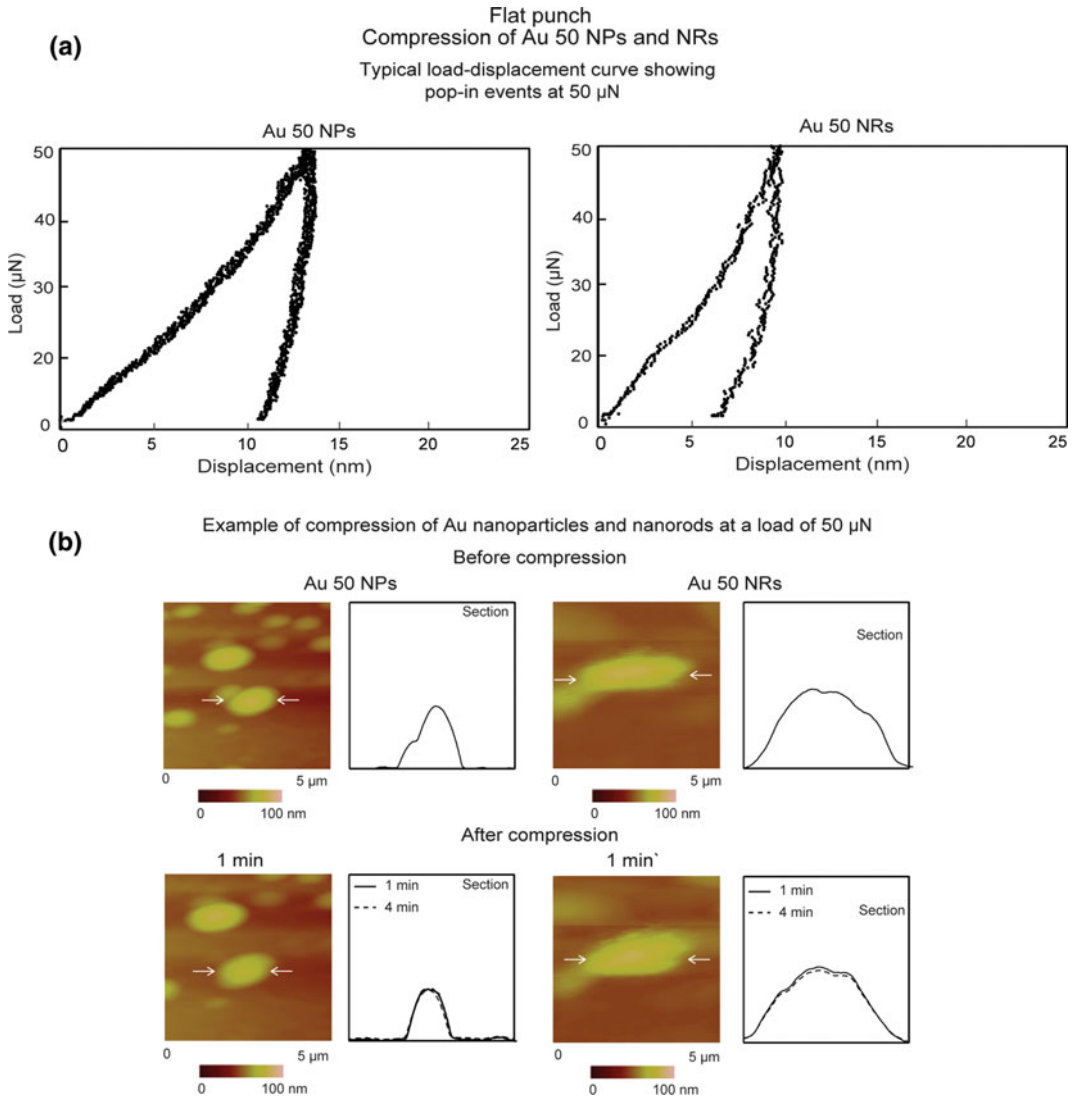 (a)
Flat punch
Compression of Au 50 NPs and NRs
Typical load-displacement curve showing
pop-in events at 50 µN
Au 50 NPs
50
40
30
20
0
Load (µN)
0 5 10 15 20 25
Displacement (nm)
Au 50 NRs
50
40
30
20
0
Load (µN)
0 5 10 15 20 25
Displacement (nm)
(b)
Example of compression of Au nanoparticles and nanorods at a load of 50 µN
Before compression
Au 50 NPs
Section
0 5 µm
0 100 nm
Au 50 NRs
Section
0 5 µm
0 100 nm
After compression
1 min
1 min
4 min
Section
0 5 µm
0 100 nm
1 min`
1 min
4 min
Section
0 5 µm
0 100 nm